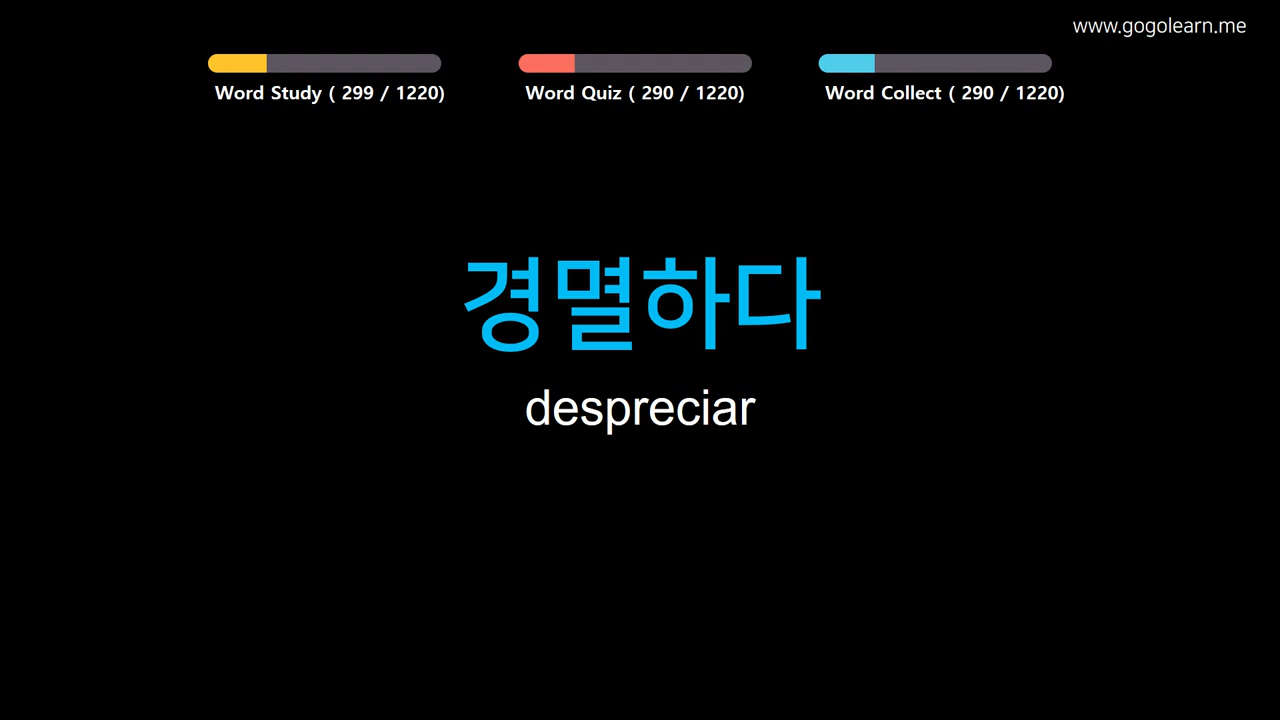 www.gogolearn.me
Word Study ( 299 / 1220)
Word Quiz ( 290 / 1220)
Word Collect ( 290 / 1220)
경멸하다
despreciar